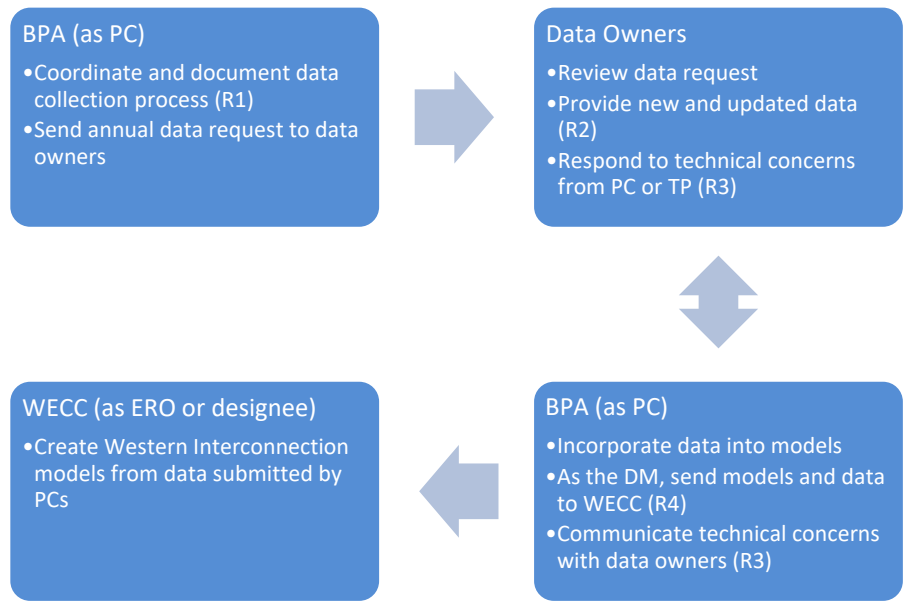 BPA (as PC)
•Coordinate and document data
collection process (R1)
•Send annual data request to data
owners
Data Owners
•Review data request
•Provide new and updated data
(R2)
•Respond to technical concerns
from PC or TP (R3)
BPA (as PC)
•Incorporate data into models
•As the DM, send models and data
to WECC (R4)
•Communicate technical concerns
with data owners (R3)
WECC (as ERO or designee)
•Create Western Interconnection
models from data submitted by
PCs